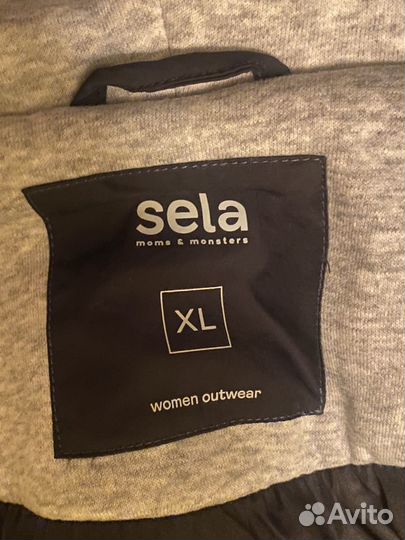 sela
moms & monsters
XL
women outwear
Avito